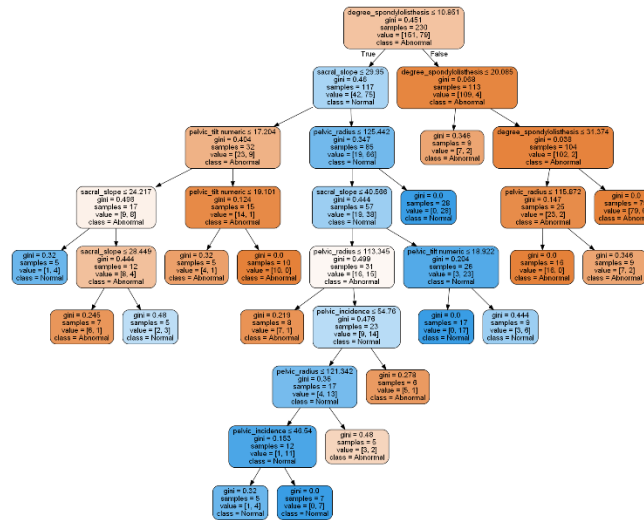 degree_spondylolisthesis ≤ 10.851
gini = 0.451
samples = 230
value = [151, 79]
class = Abnormal
True
False
sacral_slope ≤ 29.95
gini = 0.46
samples = 117
value = [42, 75]
class = Normal
degree_spondylolisthesis ≤ 20.085
gini = 0.068
samples = 113
value = [109, 4]
class = Abnormal
pelvic_tilt numeric ≤ 17.204
gini = 0.404
samples = 32
value = [23, 9]
class = Abnormal
pelvic_radius ≤ 125.442
gini = 0.347
samples = 85
value = [19, 66]
class = Normal
gini = 0.346
samples = 9
value = [7, 2]
class = Abnormal
degree_spondylolisthesis ≤ 31.374
gini = 0.038
samples = 104
value = [102, 2]
class = Abnormal
sacral_slope ≤ 24.217
gini = 0.498
samples = 17
value = [9, 8]
class = Abnormal
pelvic_tilt numeric ≤ 19.101
gini = 0.124
samples = 15
value = [14, 1]
class = Abnormal
sacral_slope ≤ 40.566
gini = 0.444
samples = 57
value = [19, 38]
class = Normal
gini = 0.0
samples = 28
value = [0, 28]
class = Normal
pelvic_radius ≤ 115.872
gini = 0.147
samples = 25
value = [23, 2]
class = Abnormal
gini = 0.0
class = Abnormal
gini = 0.32
samples = 5
value = [1, 4]
class = Normal
sacral_slope ≤ 28.449
gini = 0.444
samples = 12
value = [8, 4]
class = Abnormal
gini = 0.32
samples = 5
value = [4, 1]
class = Abnormal
gini = 0.0
samples = 10
value = [10, 0]
class = Abnormal
pelvic_radius ≤ 113.345
gini = 0.499
samples = 31
value = [16, 15]
class = Abnormal
pelvic_tilt numeric ≤ 18.922
gini = 0.204
samples = 26
value = [3, 23]
class = Normal
gini = 0.0
samples = 16
value = [16, 0]
class = Abnormal
gini = 0.346
samples = 9
value = [7, 2]
class = Abnormal
gini = 0.245
samples = 7
value = [6, 1]
class = Abnormal
gini = 0.48
samples = 5
value = [2, 3]
class = Normal
gini = 0.219
samples = 8
value = [7, 1]
class = Abnormal
pelvic_incidence ≤ 54.76
gini = 0.476
samples = 23
value = [9, 14]
class = Normal
gini = 0.0
samples = 17
value = [0, 17]
class = Normal
gini = 0.444
samples = 9
value = [3, 6]
class = Normal
pelvic_radius ≤ 121.342
gini = 0.36
samples = 17
value = [4, 13]
class = Normal
gini = 0.278
samples = 6
value = [5, 1]
class = Abnormal
pelvic_incidence ≤ 46.64
gini = 0.153
samples = 12
value = [1, 11]
class = Normal
gini = 0.48
samples = 5
value = [3, 2]
class = Abnormal
gini = 0.32
samples = 5
value = [1, 4]
class = Normal
gini = 0.0
samples = 7
value = [0, 7]
class = Normal